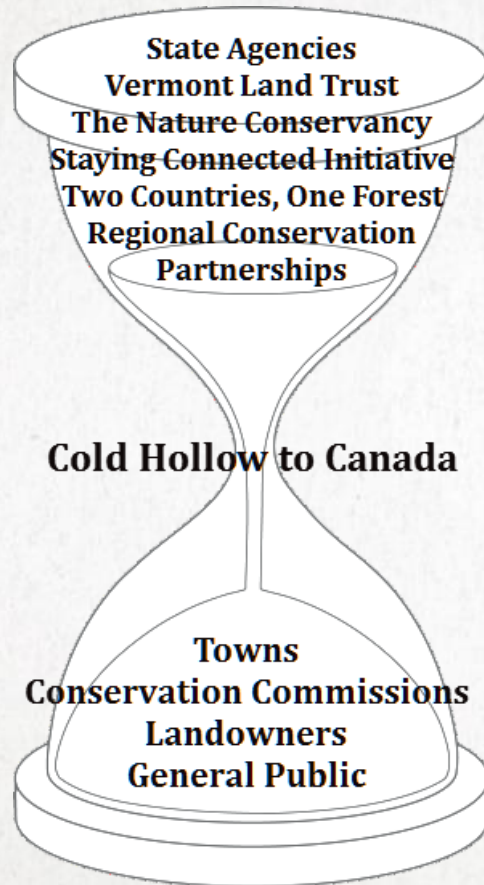 State Agencies
Vermont Land Trust
The Nature Conservancy
Staying Connected Initiative
Two Countries, One Forest
Regional Conservation
Partnerships
Cold Hollow to Canada
Towns
Conservation Commissions
Landowners
General Public